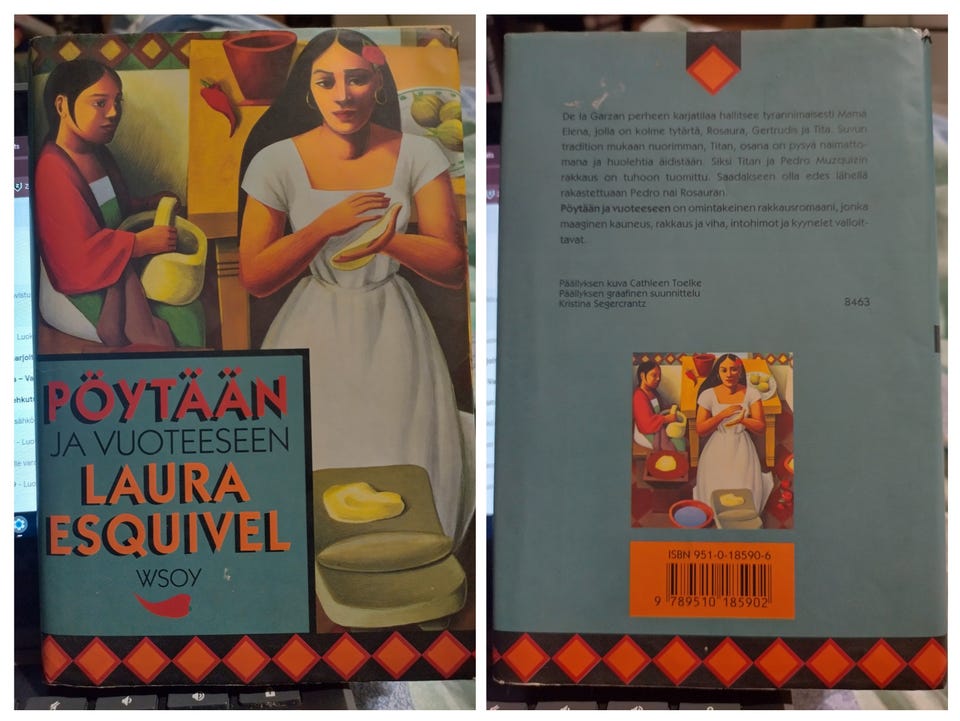 PÖYTÄÄN
JA VUOTEESEEN
LAURA
ESQUIVEL
WSOY
De la Garzan perheen karjatilaa hallitsee tyrannimaisesti Mamá
Elena, jolla on kolme tytärtä, Rosaura, Gertrudis ja Tita. Suvun
tradition mukaan nuorimman, Titan, osana on pysyä naimatto-
mana ja huolehtia äidistään. Siksi Titan ja Pedro Muzquizin
rakkaus on tuhoon tuomittu. Saadakseen olla edes lähellä
rakastettuaan Pedro nai Rosauran.
Pöytään ja vuoteeseen on omintakeinen rakkausromaani, jonka
maaginen kauneus, rakkaus ja viha, intohimot ja kyynelet valloit-
tavat.
Päällyksen kuva Cathleen Toelke
Päällyksen graafinen suunnittelu
Kristina Segercrantz
8463
ISBN 951-0-18590-6
9 789510 185902